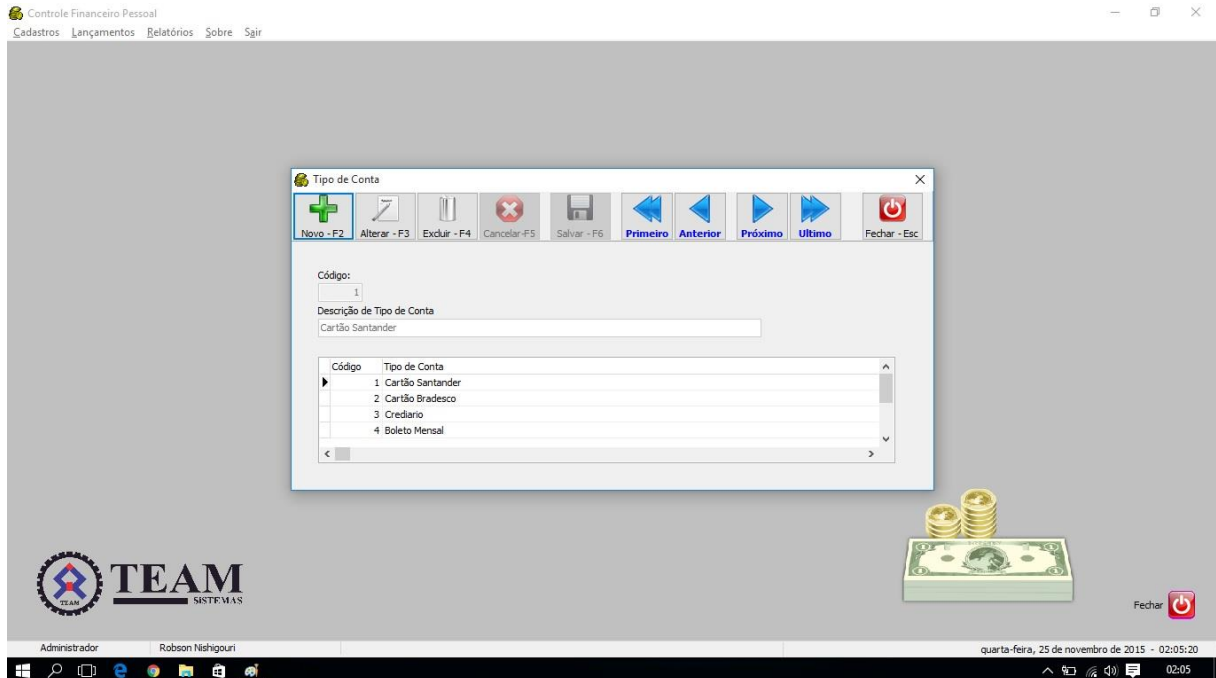 Controle Financeiro Pessoal
Cadastros Lançamentos Relatórios Sobre Sair
Tipo de Conta
Novo - F2 Alterar - F3 Excluir - F4 Cancelar-F5 Salvar - F6 Primeiro Anterior Próximo Ultimo Fechar - Esc
Código:
1
Descrição de Tipo de Conta
Cartão Santander
Código Tipo de Conta
1 Cartão Santander
2 Cartão Bradesco
3 Crediario
4 Boleto Mensal
TEAM
TEAM
SISTEMAS
Fechar
Administrador Robson Nishigouri quarta-feira, 25 de novembro de 2015 - 02:05:20
02:05